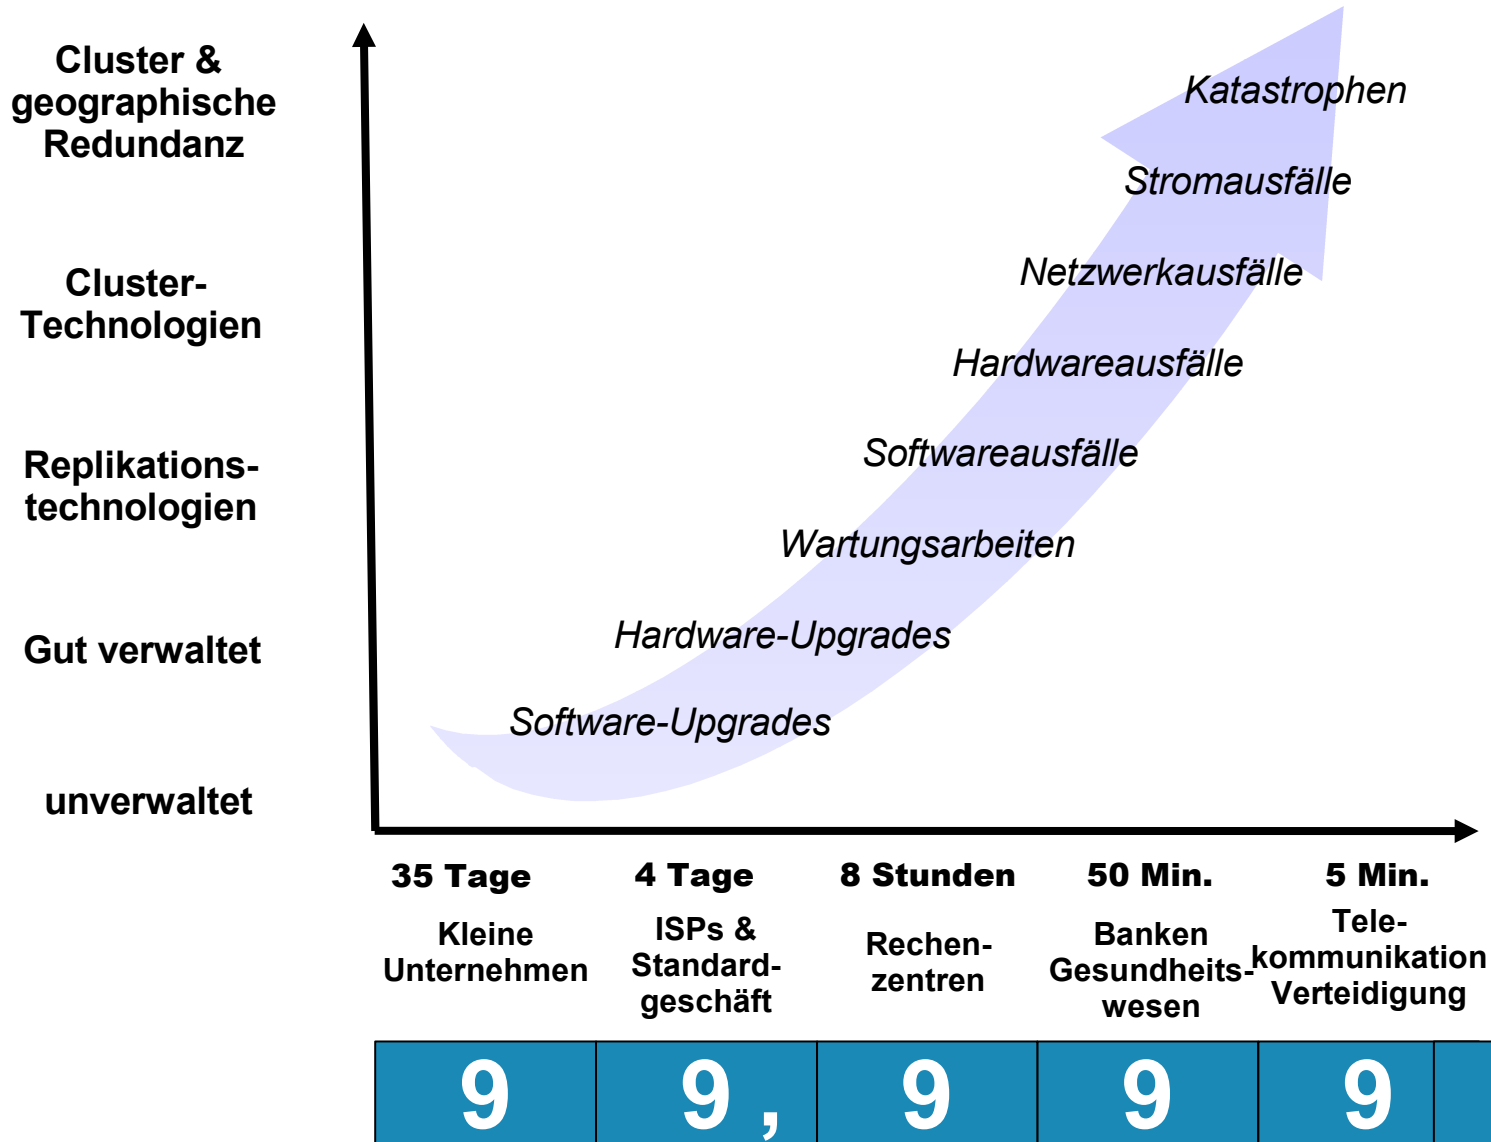 Cluster &
geographische
Redundanz
Cluster-
Technologien
Replikations-
technologien
Gut verwaltet
unverwaltet
Katastrophen
Stromausfälle
Netzwerkausfälle
Hardwareausfälle
Softwareausfälle
Wartungsarbeiten
Hardware-Upgrades
Software-Upgrades
35 Tage
4 Tage
8 Stunden
50 Min.
5 Min.
Kleine
Unternehmen
ISPs &
Standard-
geschäft
Rechen-
zentren
Banken
Gesundheits-
wesen
Tele-
kommunikation
Verteidigung
9 9 , 9 9 9